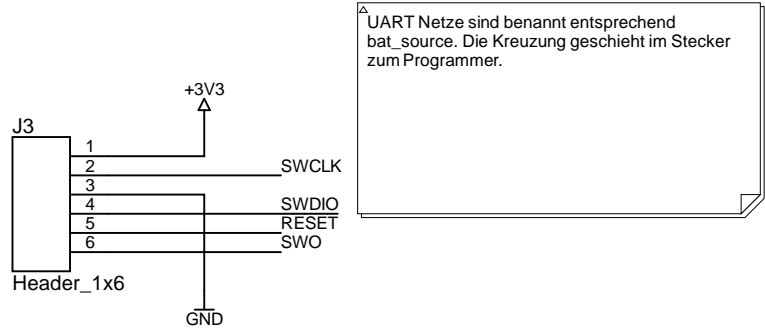 UART Netze sind benannt entsprechend
bat_source. Die Kreuzung geschieht im Stecker
zum Programmer.
+3V3
J3
1
2
SWCLK
3
4
SWDIO
5
RESET
6
SWO
Header_1x6
GND